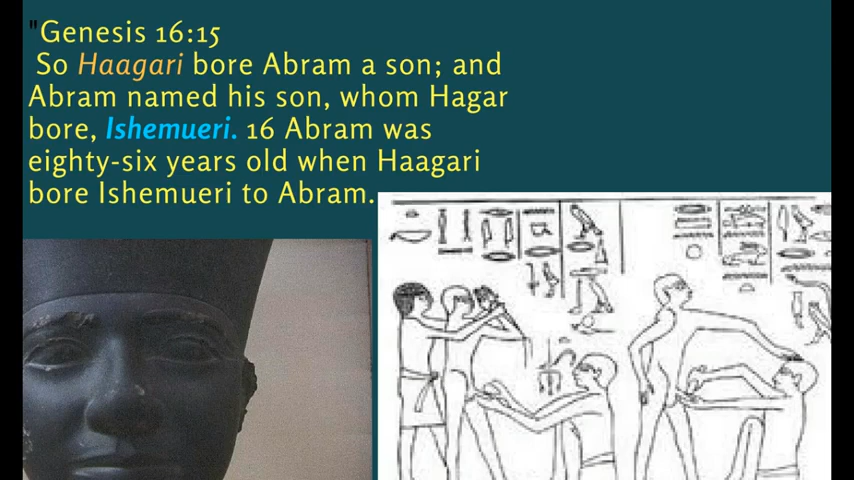 "Genesis 16:15
So Haagari bore Abram a son; and
Abram named his son, whom Hagar
bore, Ishemueri. 16 Abram was
eighty-six years old when Haagari
bore Ishemueri to Abram.